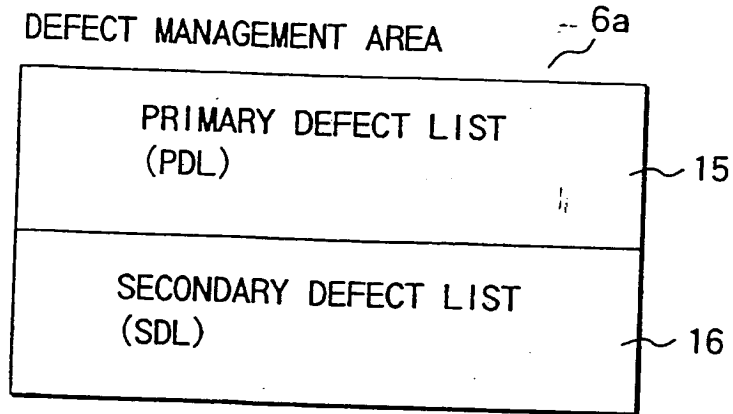 DEFECT MANAGEMENT AREA
6a
PRIMARY DEFECT LIST
(PDL)
15
SECONDARY DEFECT LIST
(SDL)
16